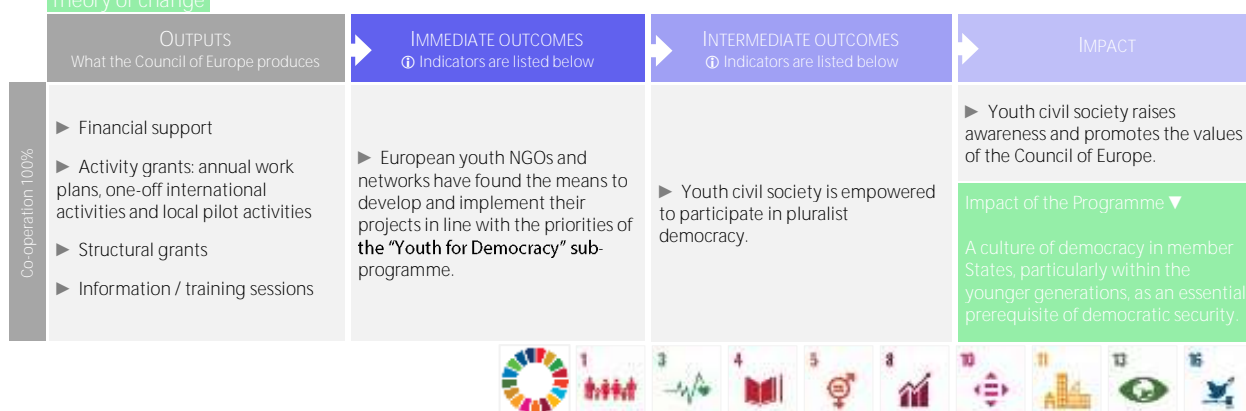 Theory of change
OUTPUTS
What the Council of Europe produces
IMMEDIATE OUTCOMES
ⓘ Indicators are listed below
INTERMEDIATE OUTCOMES
ⓘ Indicators are listed below
IMPACT
Co-operation 100%
► Financial support
► Activity grants: annual work
plans, one-off international
activities and local pilot activities
► Structural grants
► Information / training sessions
► European youth NGOs and
networks have found the means to
develop and implement their
projects in line with the priorities of
the “Youth for Democracy” sub-
programme.
► Youth civil society is empowered
to participate in pluralist
democracy.
► Youth civil society raises
awareness and promotes the values
of the Council of Europe.
Impact of the Programme ▼
A culture of democracy in member
States, particularly within the
younger generations, as an essential
prerequisite of democratic security.
1
3
4
5
8
10
11
13
16